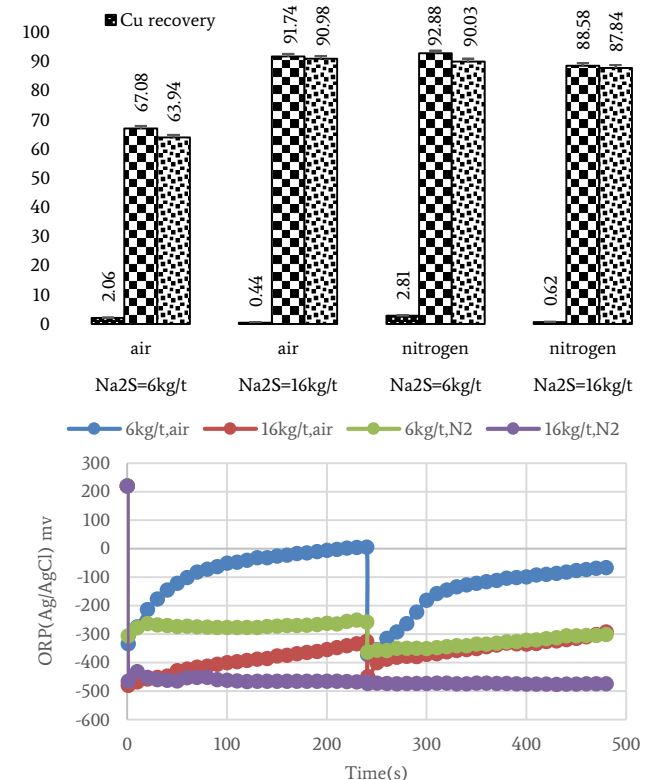 Cu recovery
100
90
80
70
60
50
40
30
20
10
0
2.06
67.08
63.94
0.44
91.74
90.98
2.81
92.88
90.03
0.62
88.58
87.84
air
air
nitrogen
nitrogen
Na2S=6kg/t
Na2S=16kg/t
Na2S=6kg/t
Na2S=16kg/t
6kg/t,air
16kg/t,air
6kg/t,N2
16kg/t,N2
ORP(Ag/AgCl) mv
300
200
100
0
-100
-200
-300
-400
-500
-600
0
100
200
300
400
500
Time(s)